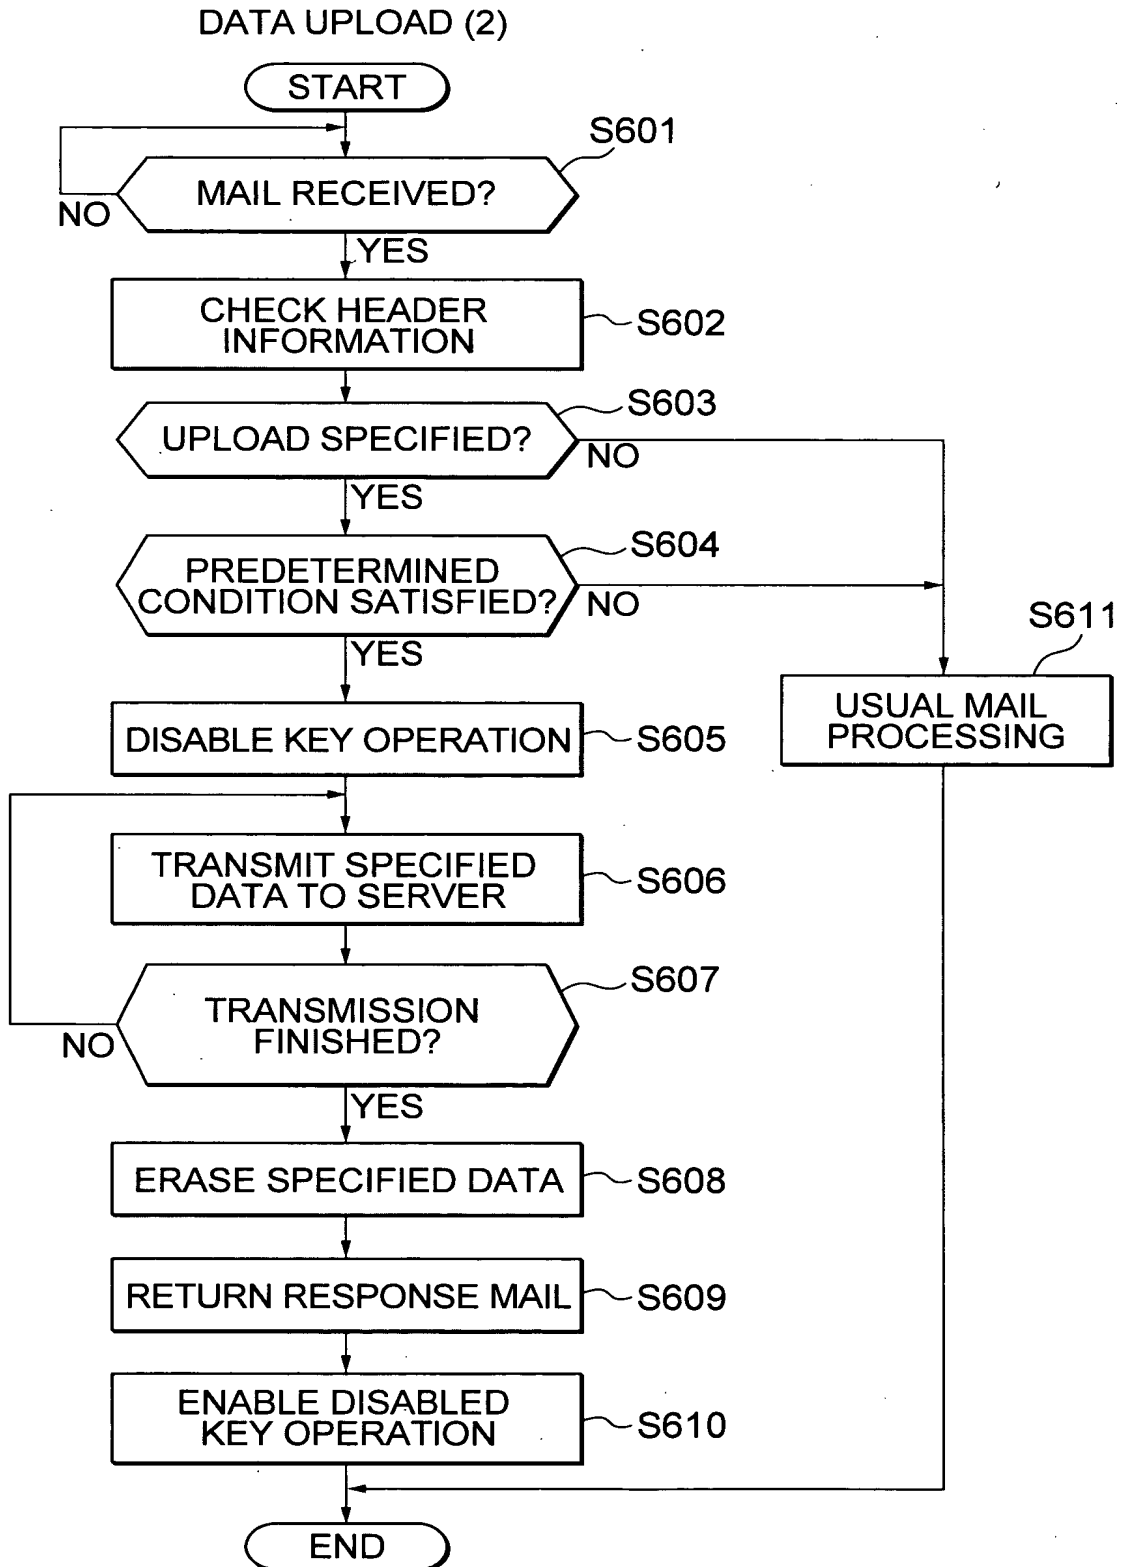 DATA UPLOAD (2)
START
S601
MAIL RECEIVED?
NO
YES
CHECK HEADER
INFORMATION
S602
S603
UPLOAD SPECIFIED?
NO
YES
S604
PREDETERMINED
CONDITION SATISFIED?
NO
YES
S611
USUAL MAIL
PROCESSING
DISABLE KEY OPERATION
S605
TRANSMIT SPECIFIED
DATA TO SERVER
S606
S607
TRANSMISSION
FINISHED?
NO
YES
ERASE SPECIFIED DATA
S608
RETURN RESPONSE MAIL
S609
ENABLE DISABLED
KEY OPERATION
S610
END